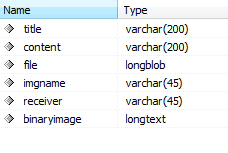 Name Type
title varchar(200)
content varchar(200)
file longblob
imgname varchar(45)
receiver varchar(45)
binaryimage longtext